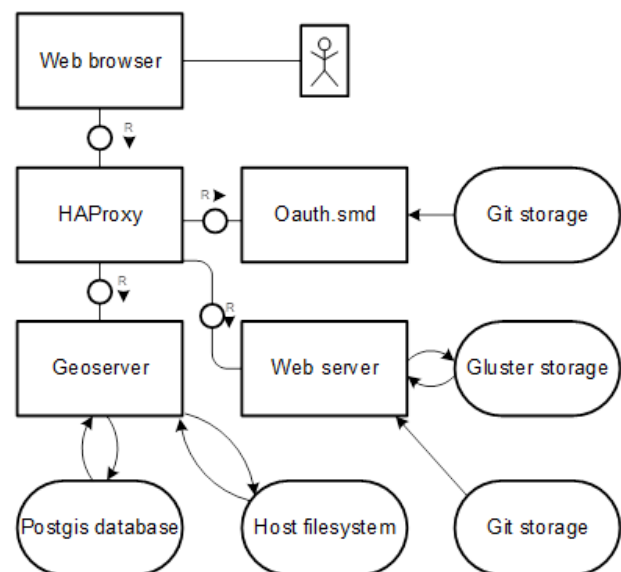 Web browser
R
HAProxy
R
Oauth.smd
Git storage
R
R
Geoserver
Web server
Gluster storage
Postgis database
Host filesystem
Git storage